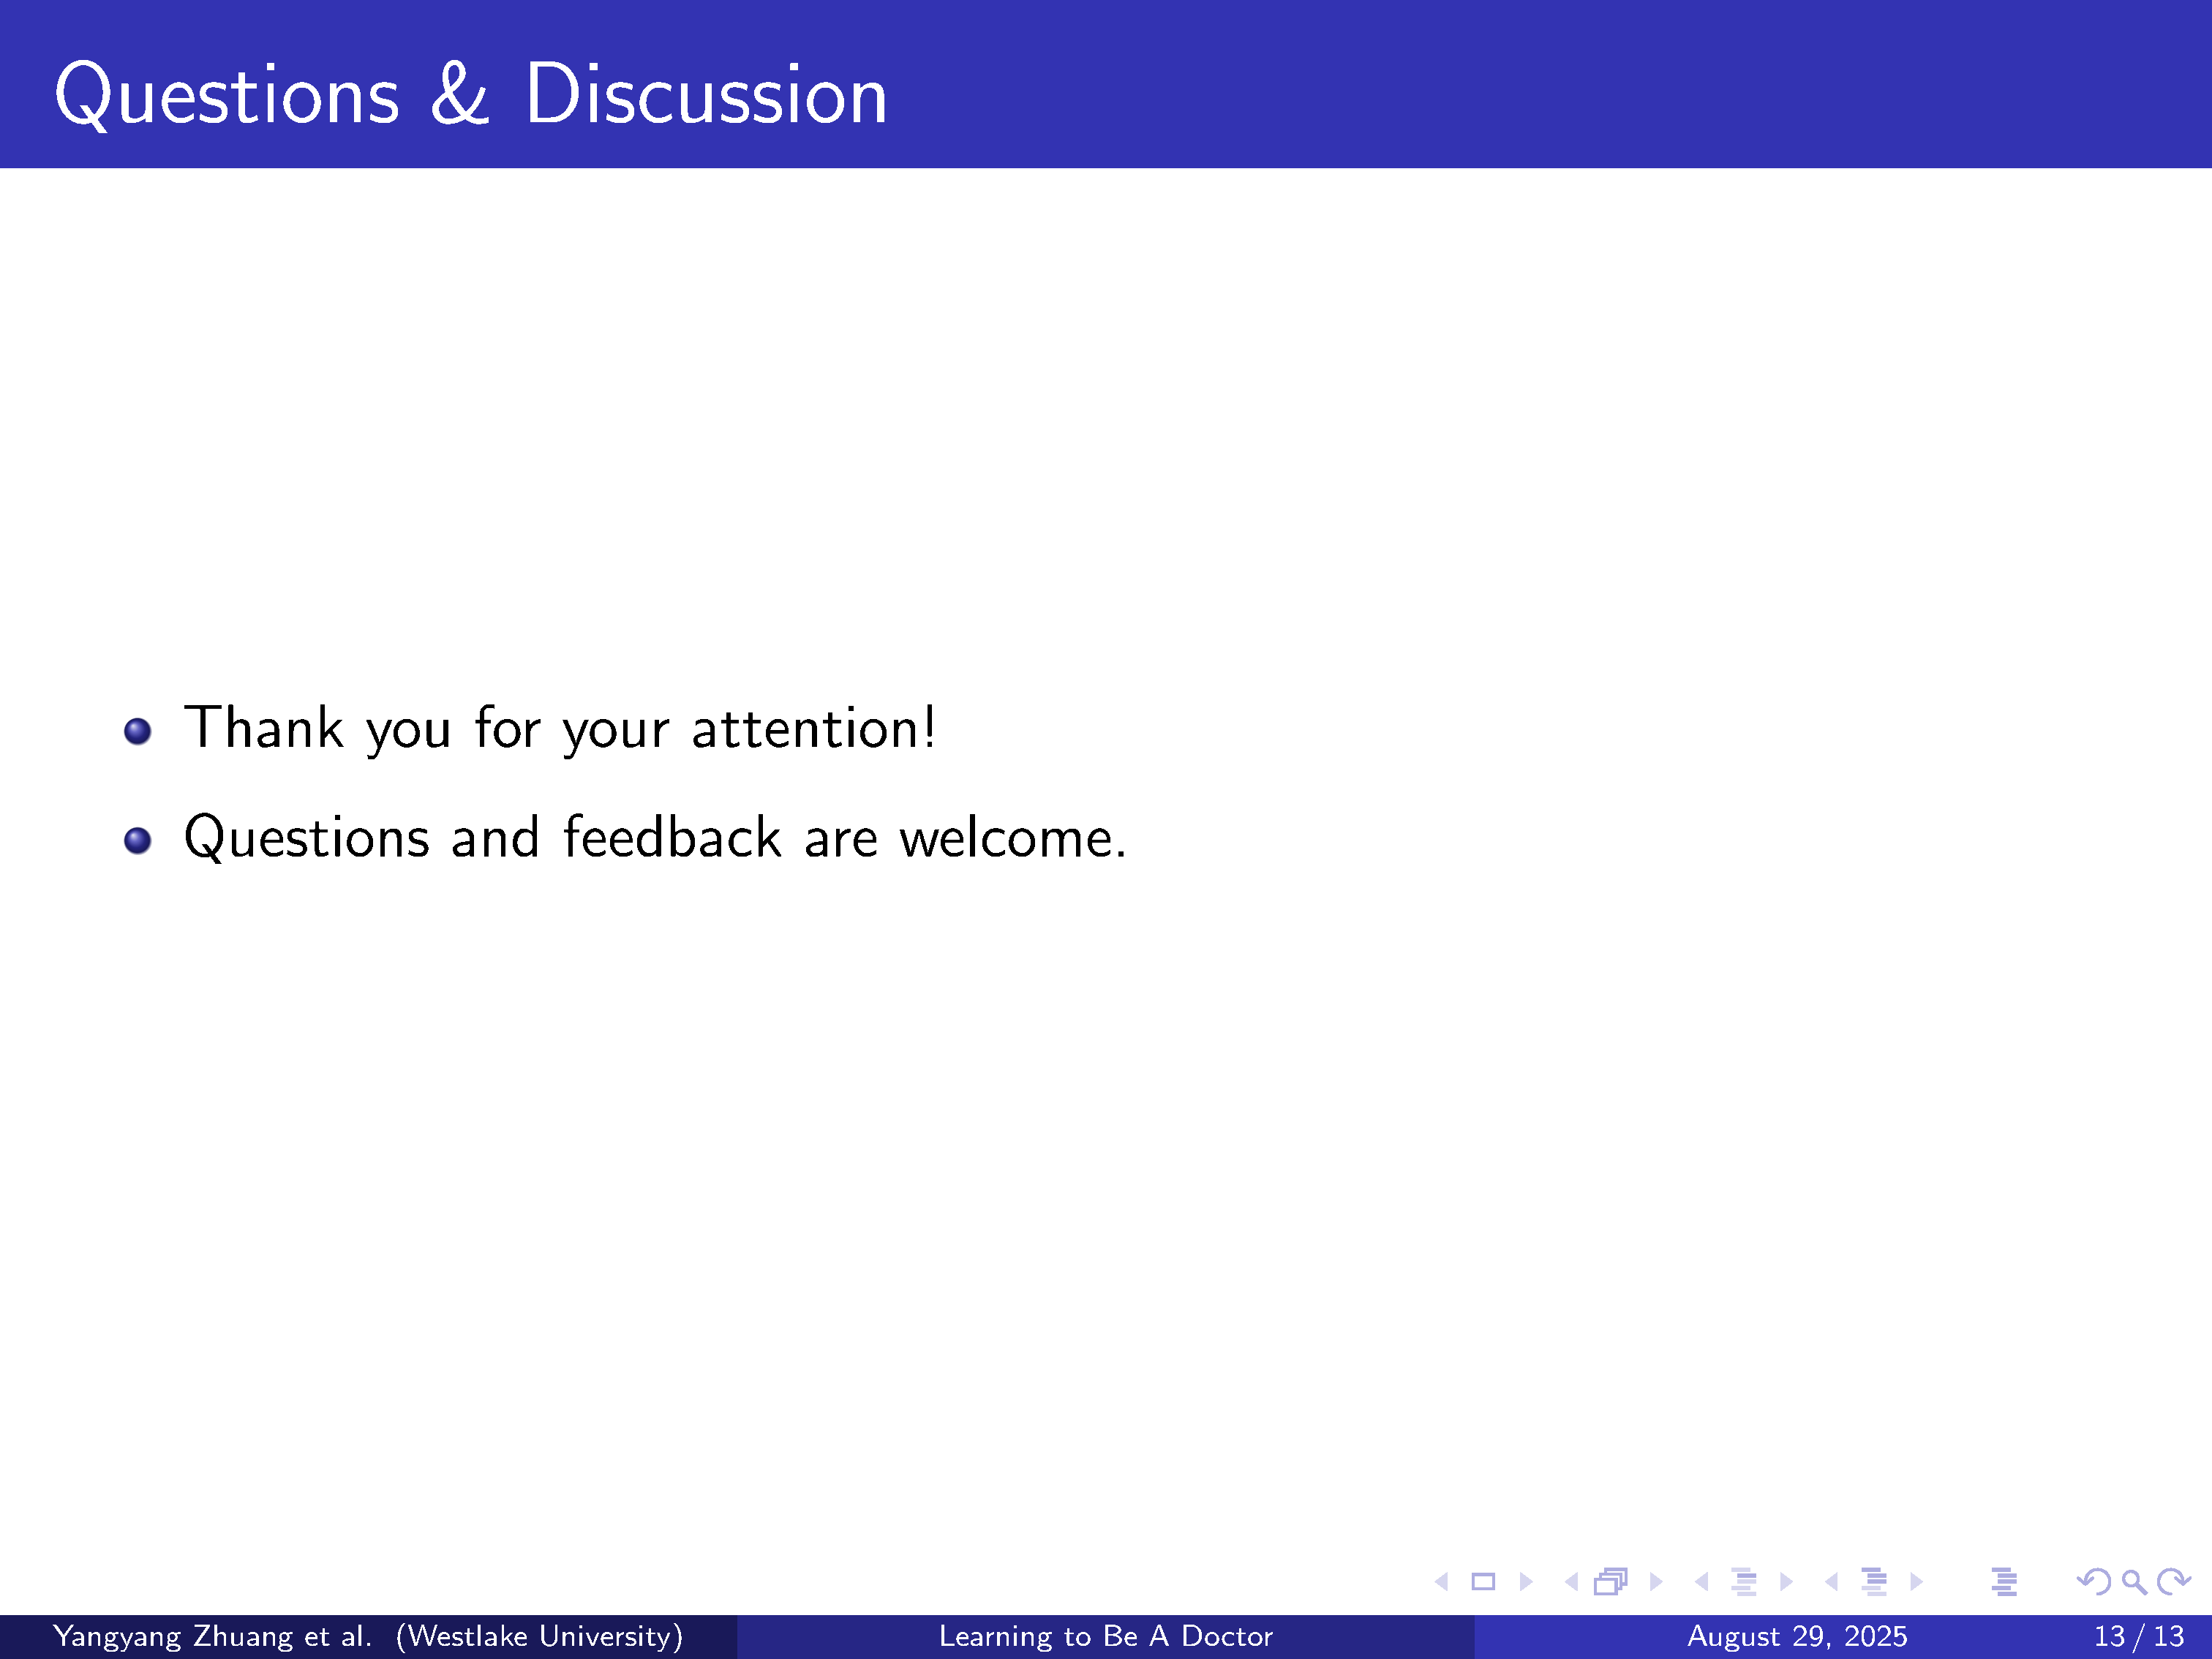 Questions & Discussion
Thank you for your attention!
Questions and feedback are welcome.
Yangyang Zhuang et al. (Westlake University) Learning to Be A Doctor August 29, 2025 13 / 13